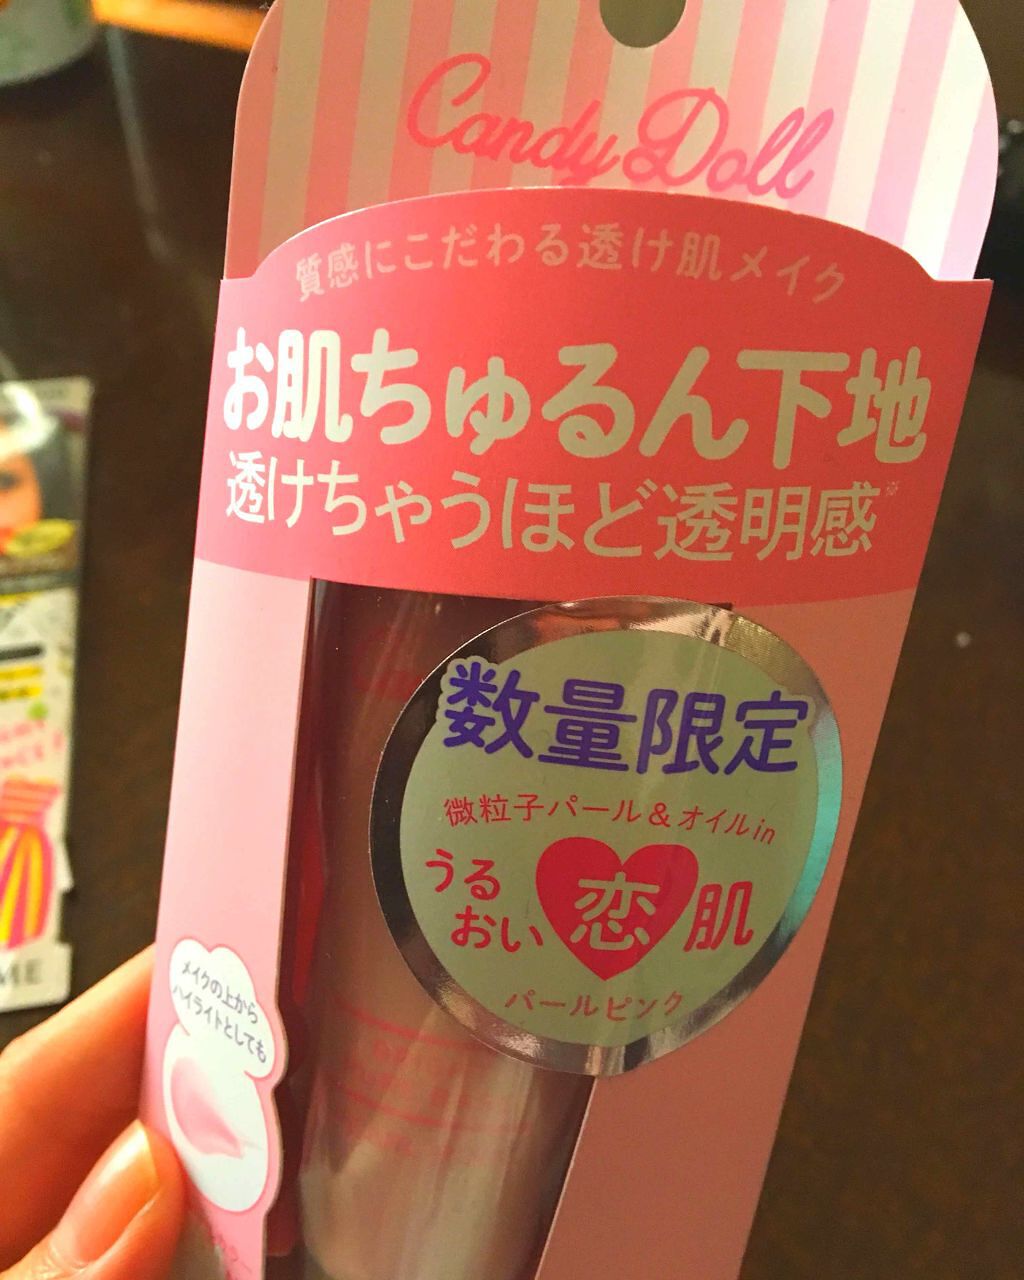 Candy Doll
質感にこだわる透け肌メイク
お肌ちゅるん下地
透けちゃうほど透明感※
数量限定
微粒子パール&オイルin
うるおい恋肌
パールピンク
メイクの上から
ハイライトとしても